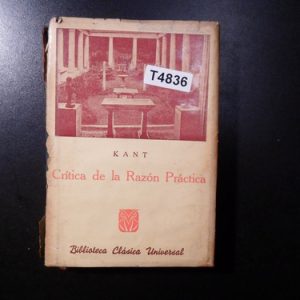 T4836
KANT
Crítica de la Razón Práctica
Biblioteca Clásica Universal